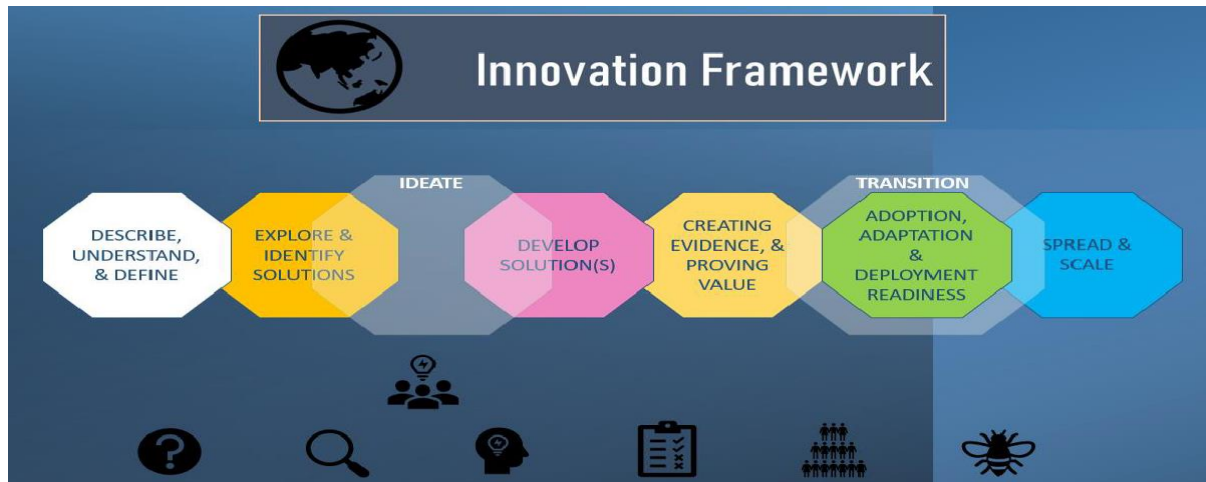 Innovation Framework
IDEATE
TRANSITION
DESCRIBE,
UNDERSTAND,
& DEFINE
EXPLORE &
IDENTIFY
SOLUTIONS
DEVELOP
SOLUTION(S)
CREATING
EVIDENCE, &
PROVING
VALUE
ADOPTION,
ADAPTATION
&
DEPLOYMENT
READINESS
SPREAD &
SCALE